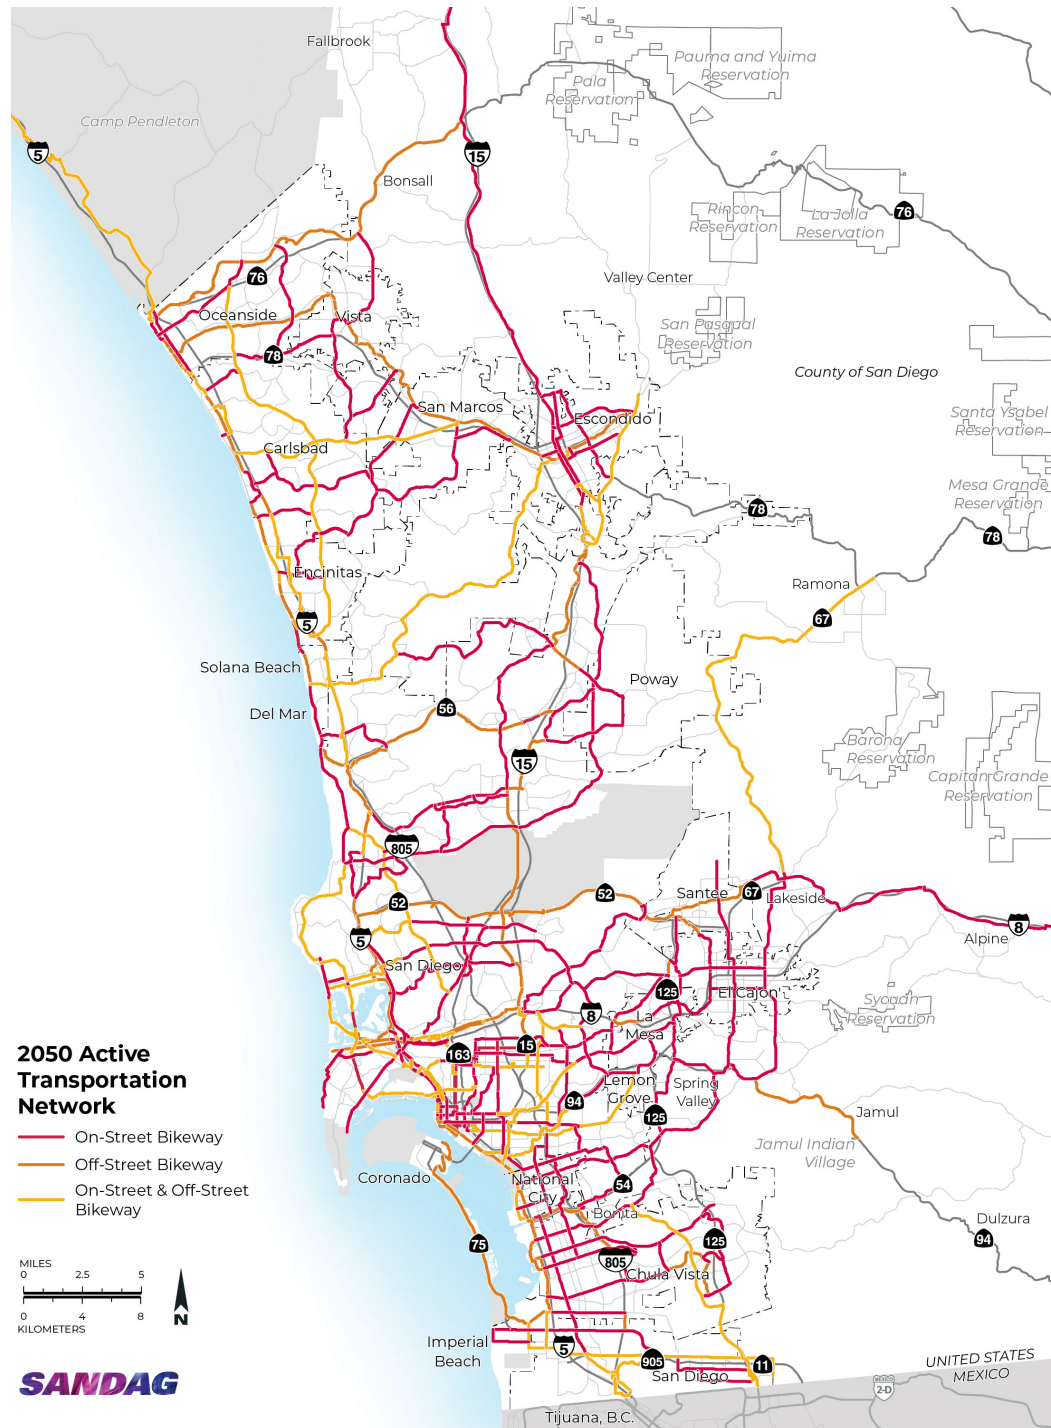 Fallbrook
Pauma and Yuima
Reservation
Pala
Reservation
Camp Pendleton
5
15
Bonsall
Rincon
Reservation
La Jolla
Reservation
76
76
Valley Center
Oceanside
Vista
San Pasqual
Reservation
78
County of San Diego
San Marcos
Escondido
Santa Ysabel
Reservation
Carlsbad
Mesa Grande
Reservation
78
78
Encinitas
Ramona
5
67
Solana Beach
Poway
Del Mar
56
Barona
Reservation
15
Capitan Grande
Reservation
805
52
52
Santee
67
Lakeside
5
8
Alpine
San Diego
125
El Cajon
Sycuan
Reservation
8
La
Mesa
163
15
2050 Active
Transportation
Network
On-Street Bikeway
Off-Street Bikeway
On-Street & Off-Street
Bikeway
Lemon
Grove
Spring
Valley
94
125
Jamul
Jamul Indian
Village
Coronado
National
City
54
Bonita
Dulzura
94
75
125
805
Chula Vista
MILES
0 2.5 5
0 4 8
KILOMETERS
N
Imperial
Beach
5
905
11
San Diego
UNITED STATES
MEXICO
MEXICO
2-D
SANDAG
Tijuana, B.C.